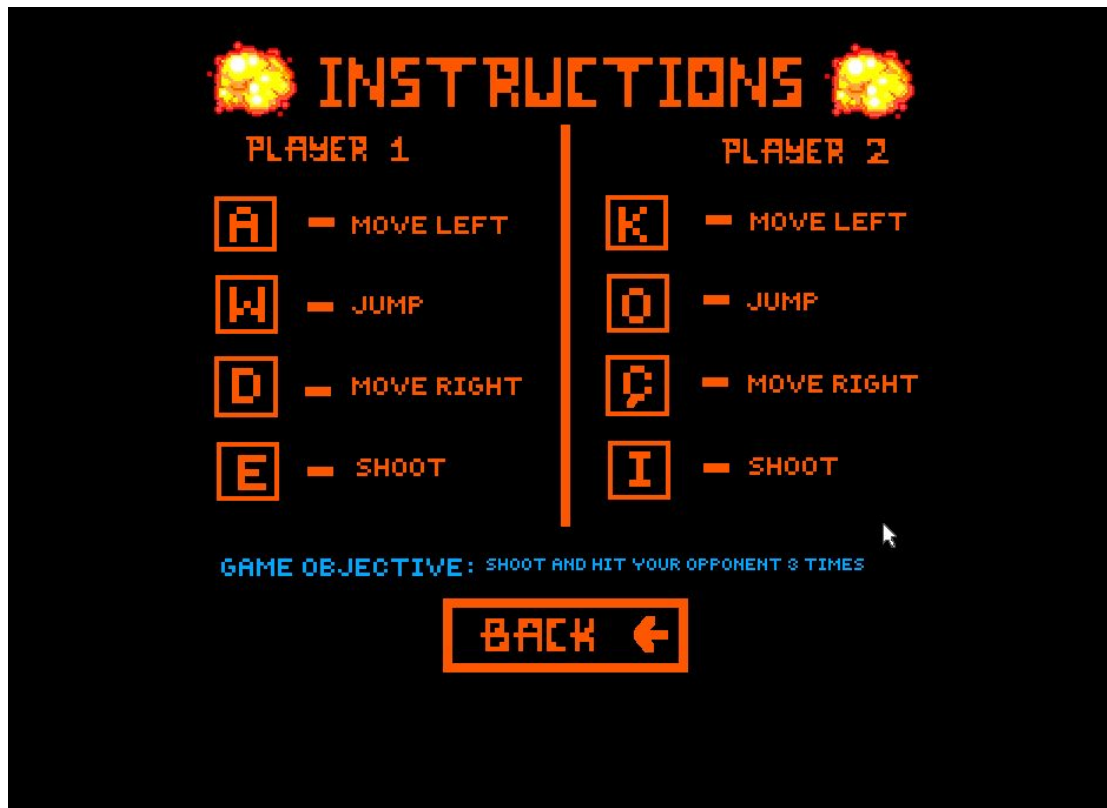 INSTRUCTIONS
PLAYER 1
A - MOVE LEFT
W - JUMP
D - MOVE RIGHT
E - SHOOT
PLAYER 2
K - MOVE LEFT
O - JUMP
Ç - MOVE RIGHT
I - SHOOT
GAME OBJECTIVE: SHOOT AND HIT YOUR OPPONENT 3 TIMES
BACK